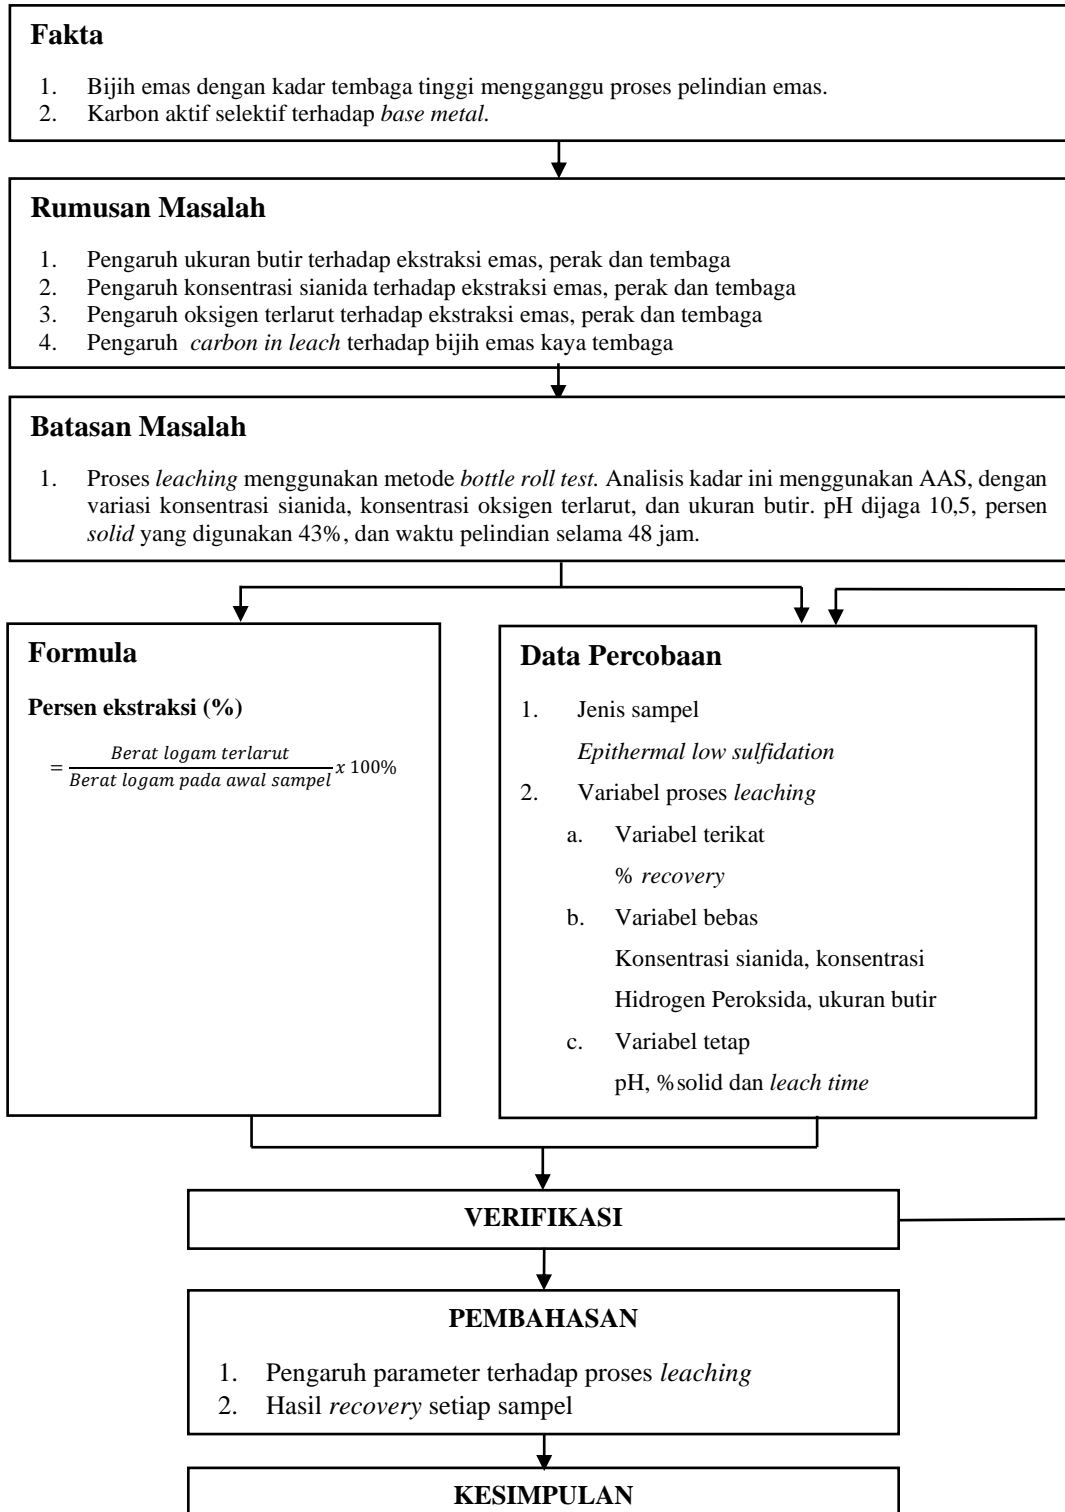 Fakta
1. Bijih emas dengan kadar tembaga tinggi mengganggu proses pelindian emas.
2. Karbon aktif selektif terhadap base metal.
Rumusan Masalah
1. Pengaruh ukuran butir terhadap ekstraksi emas, perak dan tembaga
2. Pengaruh konsentrasi sianida terhadap ekstraksi emas, perak dan tembaga
3. Pengaruh oksigen terlarut terhadap ekstraksi emas, perak dan tembaga
4. Pengaruh carbon in leach terhadap bijih emas kaya tembaga
Batasan Masalah
1. Proses leaching menggunakan metode bottle roll test. Analisis kadar ini menggunakan AAS, dengan
variasi konsentrasi sianida, konsentrasi oksigen terlarut, dan ukuran butir. pH dijaga 10,5, persen
solid yang digunakan 43%, dan waktu pelindian selama 48 jam.
Formula
Persen ekstraksi (%)
= Berat logam terlarut / Berat logam pada awal sampel x 100%
Data Percobaan
1. Jenis sampel
Epithermal low sulfidation
2. Variabel proses leaching
a. Variabel terikat
% recovery
b. Variabel bebas
Konsentrasi sianida, konsentrasi
Hidrogen Peroksida, ukuran butir
c. Variabel tetap
pH, %solid dan leach time
VERIFIKASI
PEMBAHASAN
1. Pengaruh parameter terhadap proses leaching
2. Hasil recovery setiap sampel
KESIMPULAN